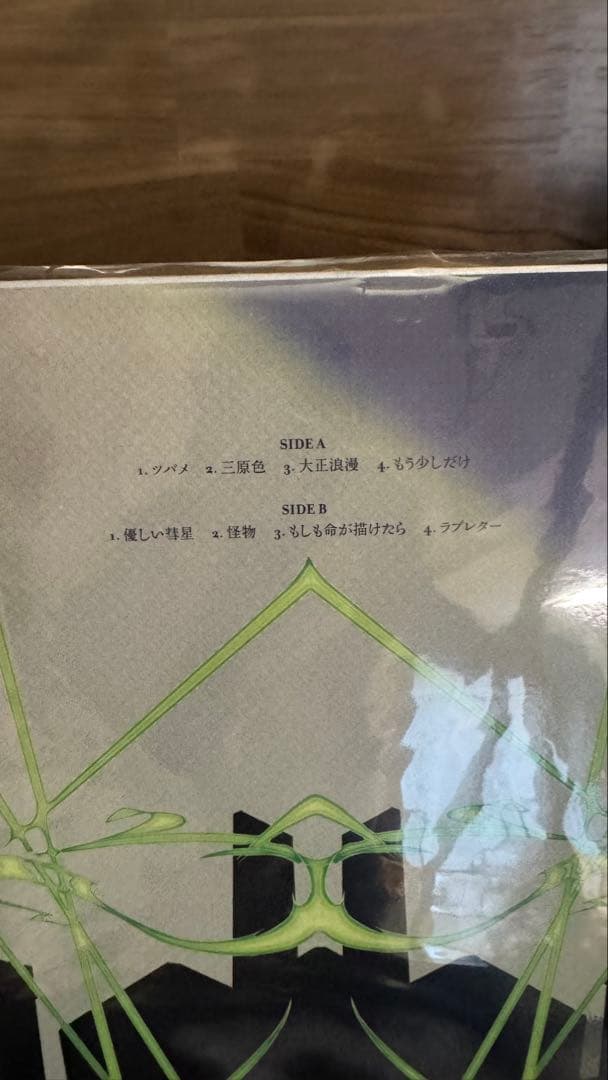 SIDE A
1. ツバメ 2. 三原色 3. 大正浪漫 4. もう少しだけ
SIDE B
1. 優しい彗星 2. 怪物 3. もしも命が描けたら 4. ラブレター